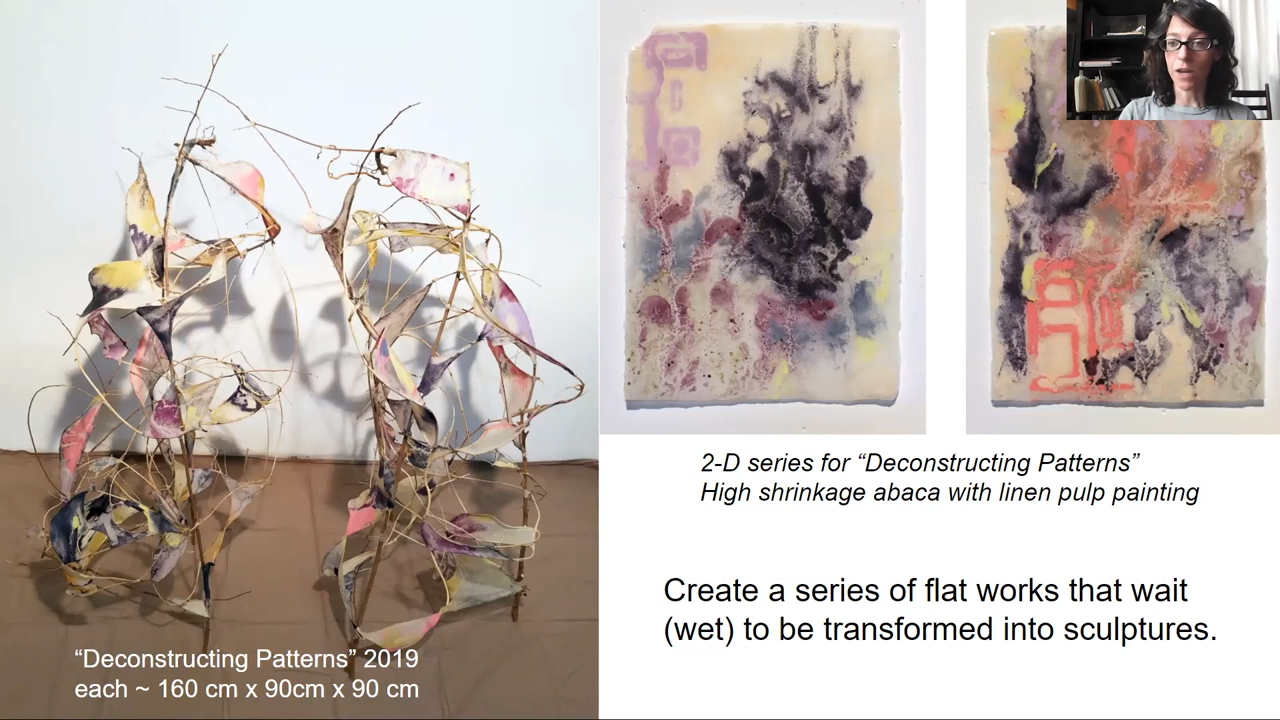 “Deconstructing Patterns” 2019
each ~ 160 cm x 90cm x 90 cm
2-D series for “Deconstructing Patterns”
High shrinkage abaca with linen pulp painting
Create a series of flat works that wait
(wet) to be transformed into sculptures.